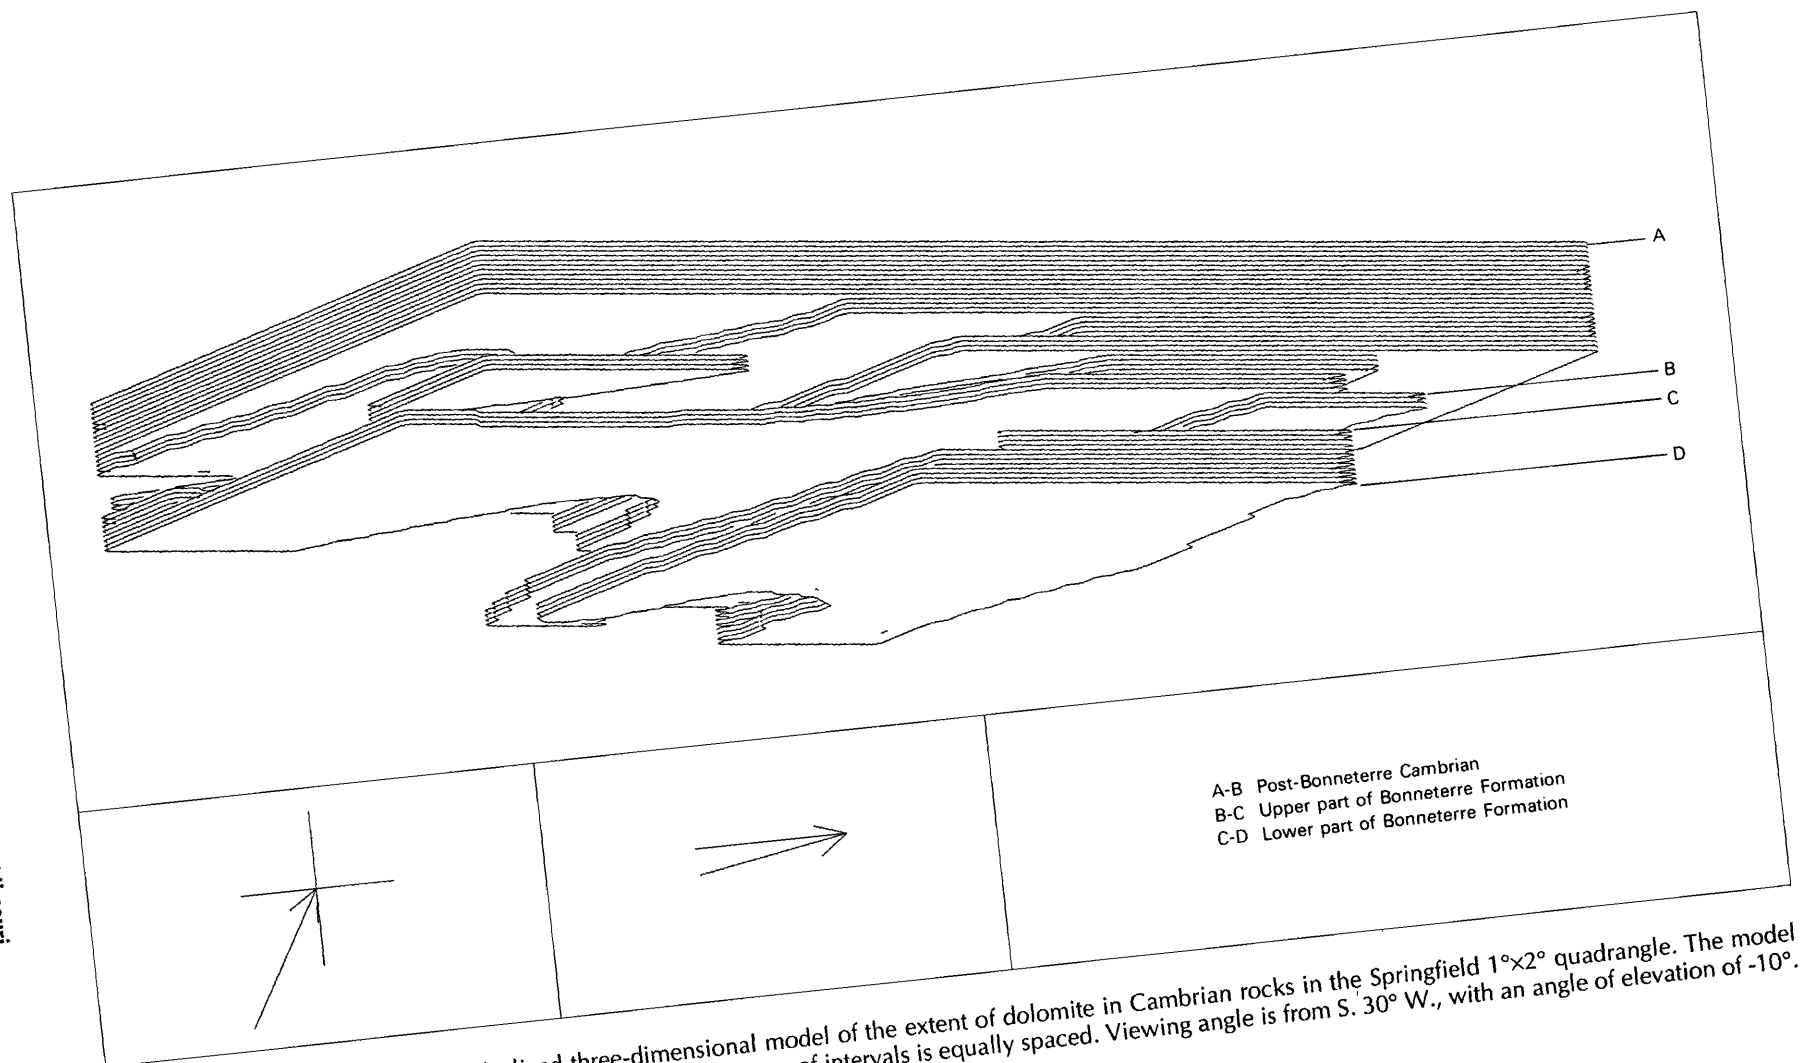 A
B
C
D
A-B Post-Bonneterre Cambrian
B-C Upper part of Bonneterre Formation
C-D Lower part of Bonneterre Formation
three-dimensional model of the extent of dolomite in Cambrian rocks in the Springfield 1°×2° quadrangle. The model
of intervals is equally spaced. Viewing angle is from S. 30° W., with an angle of elevation of -10°.